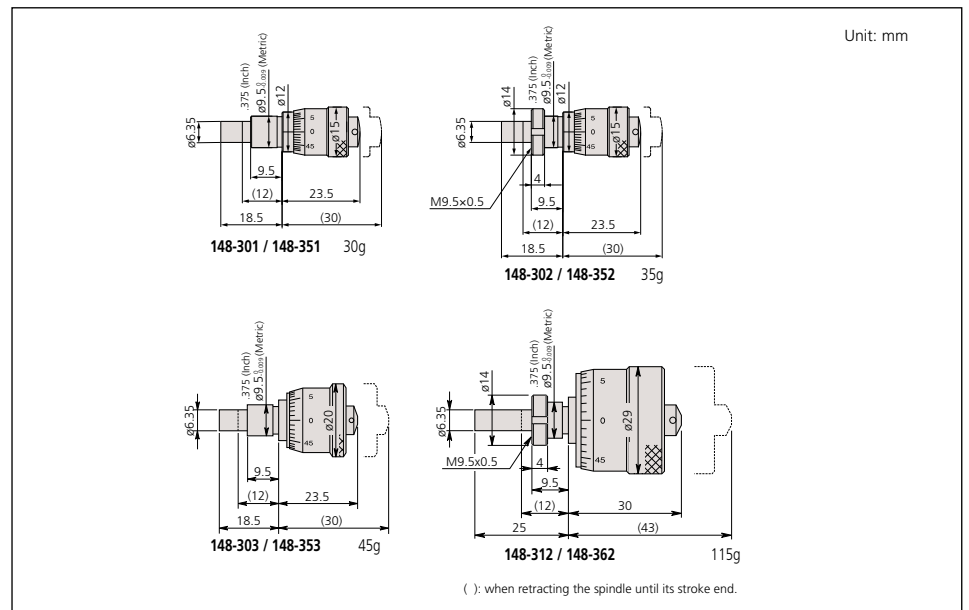 Unit: mm
.375 (Inch)
ø9.5 0 -0.009 (Metric)
ø12
ø6.35
5
0
45
ø15
9.5
(12)
23.5
18.5
(30)
148-301 / 148-351 30g
ø14
.375 (Inch)
ø9.5 0 -0.009 (Metric)
ø12
ø6.35
5
0
45
ø15
4
M9.5×0.5
9.5
(12)
23.5
18.5
(30)
148-302 / 148-352 35g
.375 (Inch)
ø9.5 0 -0.009 (Metric)
ø6.35
5
0
45
ø20
9.5
(12)
23.5
18.5
(30)
148-303 / 148-353 45g
ø14
.375 (Inch)
ø9.5 0 -0.009 (Metric)
ø6.35
5
0
45
ø29
M9.5×0.5
4
9.5
(12)
30
25
(43)
148-312 / 148-362 115g
( ): when retracting the spindle until its stroke end.